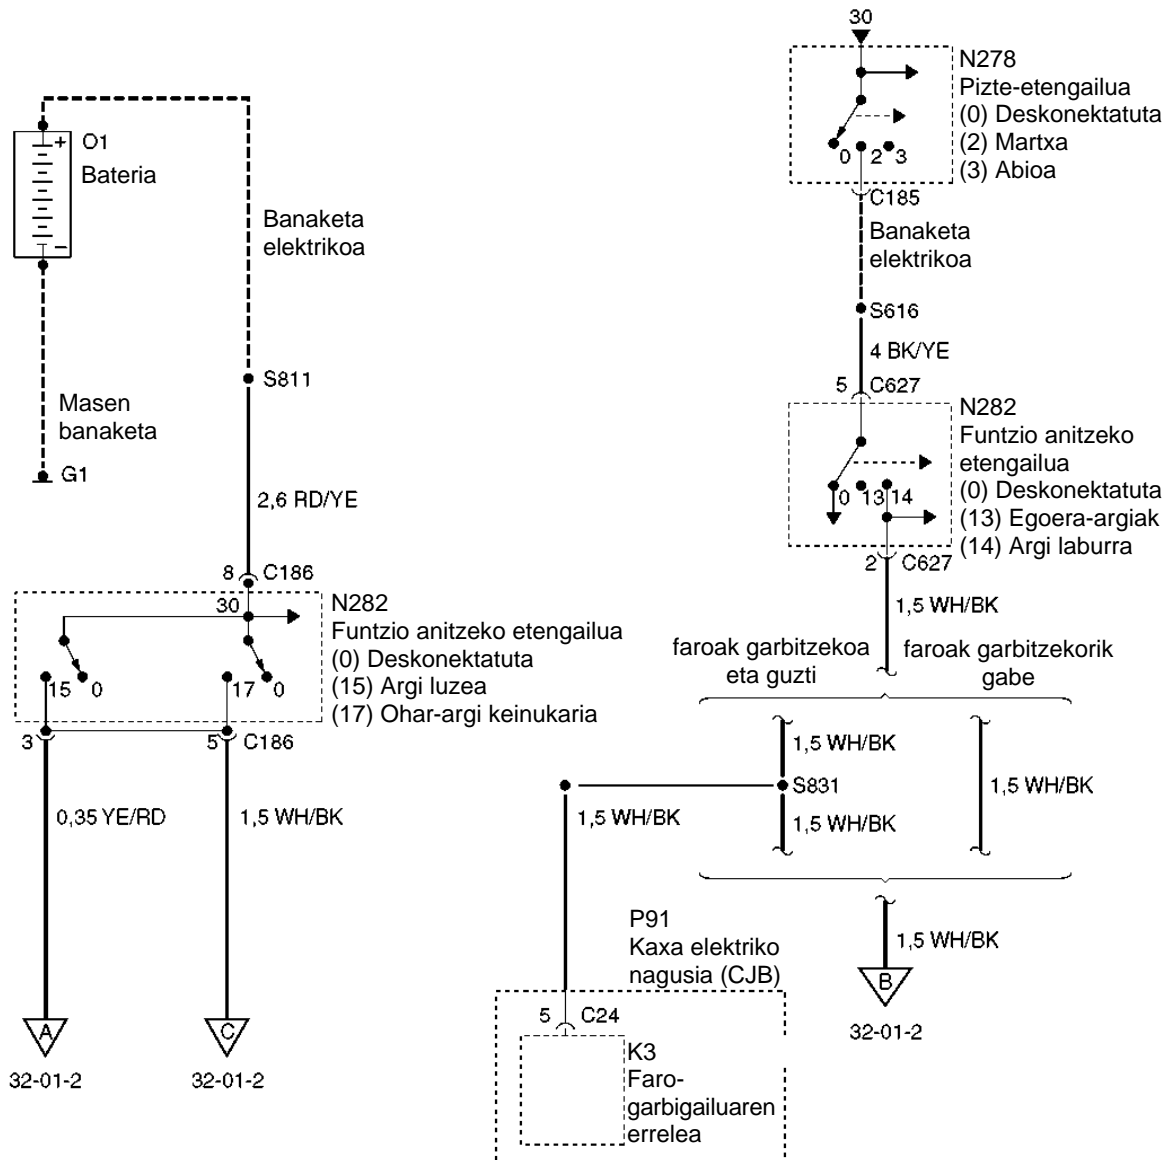 30
N278
Pizte-etengailua
(0) Deskonektatuta
(2) Martxa
(3) Abioa
0 2 3
C185
Banaketa
elektrikoa
S616
4 BK/YE
5 C627
N282
Funtzio anitzeko
etengailua
(0) Deskonektatuta
(13) Egoera-argiak
(14) Argi laburra
0 13 14
2 C627
1,5 WH/BK
faroak garbitzekoa
eta guzti
faroak garbitzekorik
gabe
1,5 WH/BK
S831
1,5 WH/BK
1,5 WH/BK
1,5 WH/BK
1,5 WH/BK
B
32-01-2
P91
Kaxa elektriko
nagusia (CJB)
5 C24
K3
Faro-
garbigailuaren
errelea
+ O1
Bateria
–
Banaketa
elektrikoa
Masen
banaketa
G1
S811
2,6 RD/YE
8 C186
30
N282
Funtzio anitzeko etengailua
(0) Deskonektatuta
(15) Argi luzea
(17) Ohar-argi keinukaria
15 0
17 0
3
5 C186
0,35 YE/RD
1,5 WH/BK
A
32-01-2
C
32-01-2